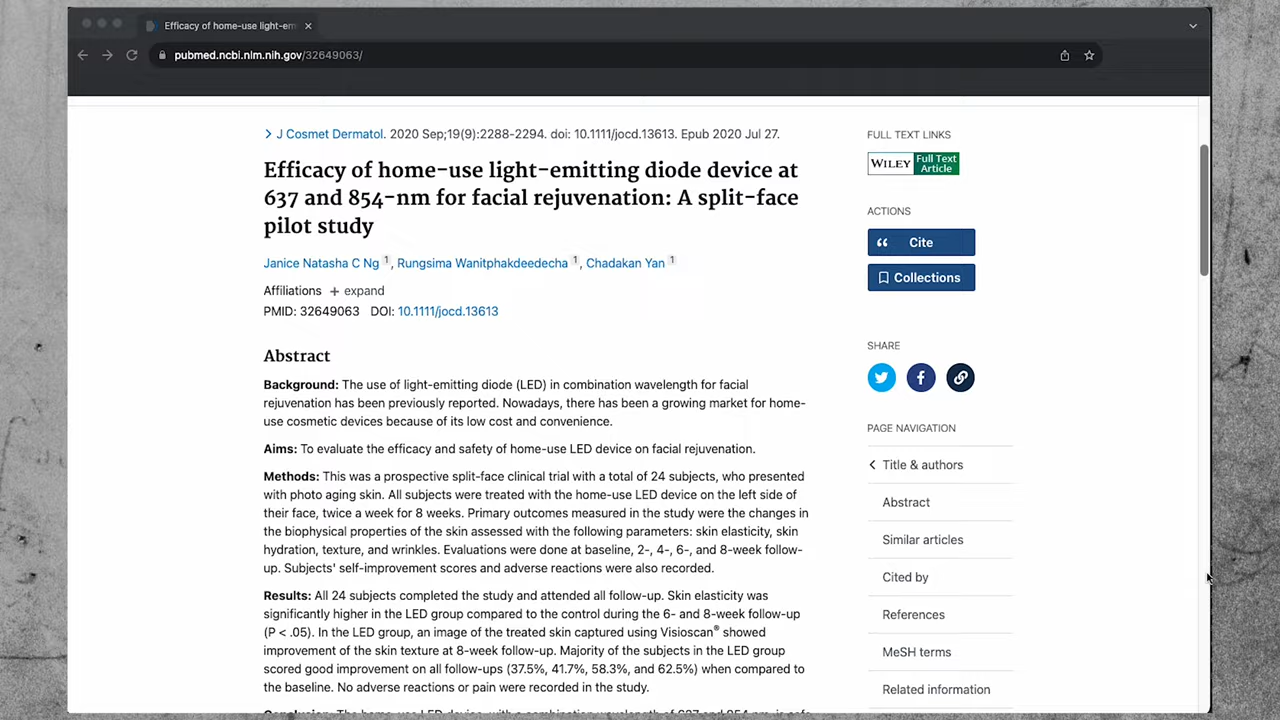 Efficacy of home-use light-em
pubmed.ncbi.nlm.nih.gov/32649063/
J Cosmet Dermatol. 2020 Sep;19(9):2288-2294. doi: 10.1111/jocd.13613. Epub 2020 Jul 27.
Efficacy of home-use light-emitting diode device at
637 and 854-nm for facial rejuvenation: A split-face
pilot study
Janice Natasha C Ng 1, Rungsima Wanitphakdeedecha 1, Chadakan Yan 1
Affiliations + expand
PMID: 32649063 DOI: 10.1111/jocd.13613
Abstract
Background: The use of light-emitting diode (LED) in combination wavelength for facial
rejuvenation has been previously reported. Nowadays, there has been a growing market for home-
use cosmetic devices because of its low cost and convenience.
Aims: To evaluate the efficacy and safety of home-use LED device on facial rejuvenation.
Methods: This was a prospective split-face clinical trial with a total of 24 subjects, who presented
with photo aging skin. All subjects were treated with the home-use LED device on the left side of
their face, twice a week for 8 weeks. Primary outcomes measured in the study were the changes in
the biophysical properties of the skin assessed with the following parameters: skin elasticity, skin
hydration, texture, and wrinkles. Evaluations were done at baseline, 2-, 4-, 6-, and 8-week follow-
up. Subjects' self-improvement scores and adverse reactions were also recorded.
Results: All 24 subjects completed the study and attended all follow-up. Skin elasticity was
significantly higher in the LED group compared to the control during the 6- and 8-week follow-up
(P < .05). In the LED group, an image of the treated skin captured using Visioscan® showed
improvement of the skin texture at 8-week follow-up. Majority of the subjects in the LED group
scored good improvement on all follow-ups (37.5%, 41.7%, 58.3%, and 62.5%) when compared to
the baseline. No adverse reactions or pain were recorded in the study.
Conclusion: The home-use LED device, with a combination wavelength of 637 and 854 nm, is safe
FULL TEXT LINKS
WILEY Full Text
Article
ACTIONS
Cite
Collections
SHARE
PAGE NAVIGATION
Title & authors
Abstract
Similar articles
Cited by
References
MeSH terms
Related information